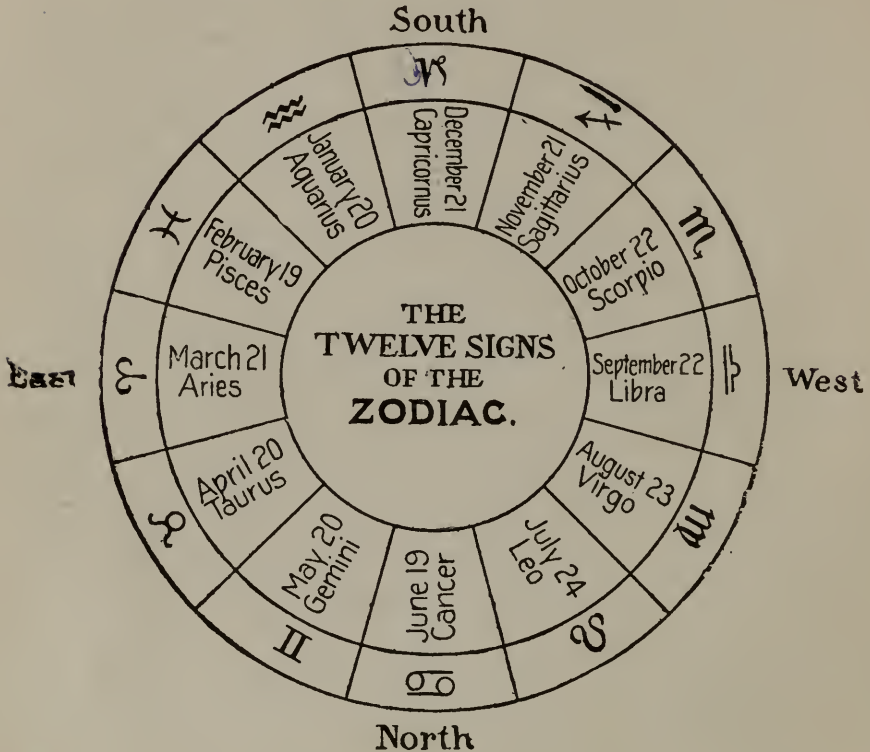 South
December 21
Capricornus
November 21
Sagittarius
October 22
Scorpio
September 22
Libra
August 23
Virgo
July 24
Leo
June 19
Cancer
May 20
Gemini
April 20
Taurus
March 21
Aries
February 19
Pisces
January 20
Aquarius
THE
TWELVE SIGNS
OF THE
ZODIAC.
East
West
North